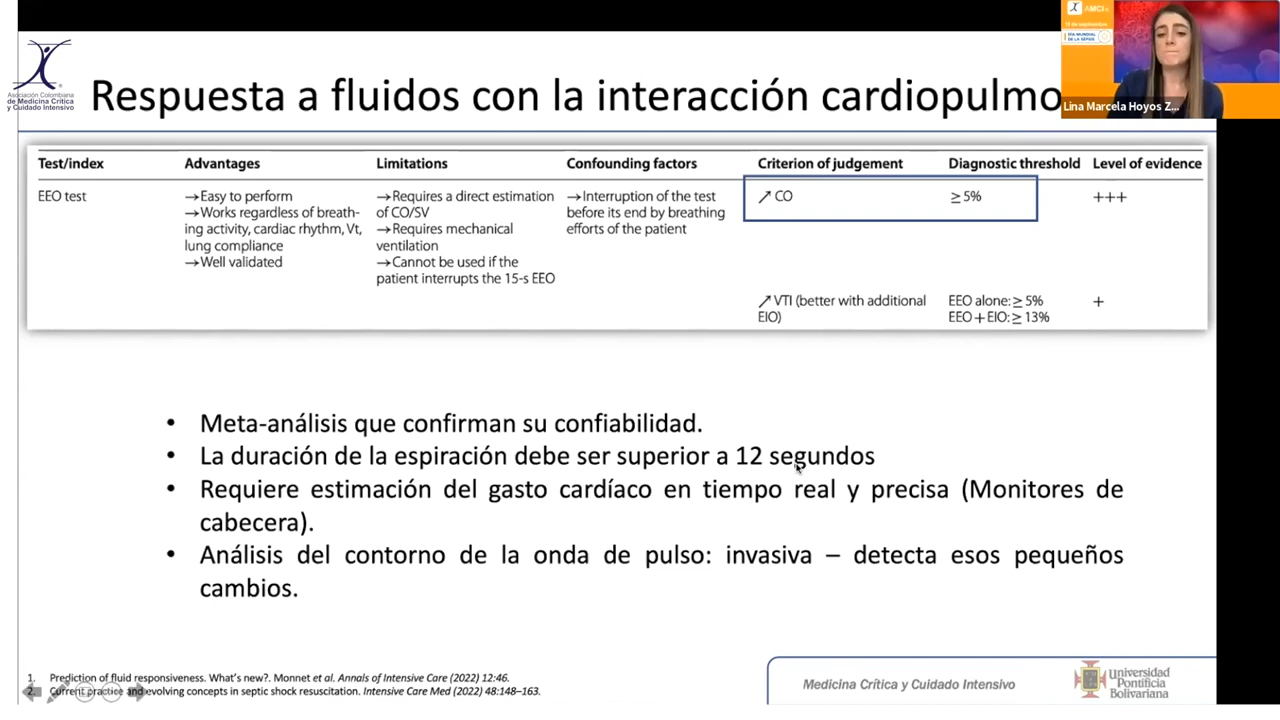 AMCI
DÍA MUNDIAL
DE LA SEPSIS
Lina Marcela Hoyos Z...
Asociación Colombiana
de Medicina Crítica
y Cuidado Intensivo
Respuesta a fluidos con la interacción cardiopulmo
Test/index Advantages Limitations Confounding factors Criterion of judgement Diagnostic threshold Level of evidence
EEO test →Easy to perform →Requires a direct estimation →Interruption of the test ↗ CO ≥ 5% +++
→Works regardless of breath- of CO/SV before its end by breathing
ing activity, cardiac rhythm, Vt, →Requires mechanical efforts of the patient
lung compliance ventilation
→Well validated →Cannot be used if the
patient interrupts the 15-s EEO
↗ VTI (better with additional EEO alone: ≥ 5% +
EIO) EEO + EIO: ≥ 13%
• Meta-análisis que confirman su confiabilidad.
• La duración de la espiración debe ser superior a 12 segundos
• Requiere estimación del gasto cardíaco en tiempo real y precisa (Monitores de
cabecera).
• Análisis del contorno de la onda de pulso: invasiva – detecta esos pequeños
cambios.
1. Prediction of fluid responsiveness. What's new?. Monnet et al. Annals of Intensive Care (2022) 12:46.
2. Current practice and evolving concepts in septic shock resuscitation. Intensive Care Med (2022) 48:148–163.
Medicina Crítica y Cuidado Intensivo
Universidad
Pontificia
Bolivariana